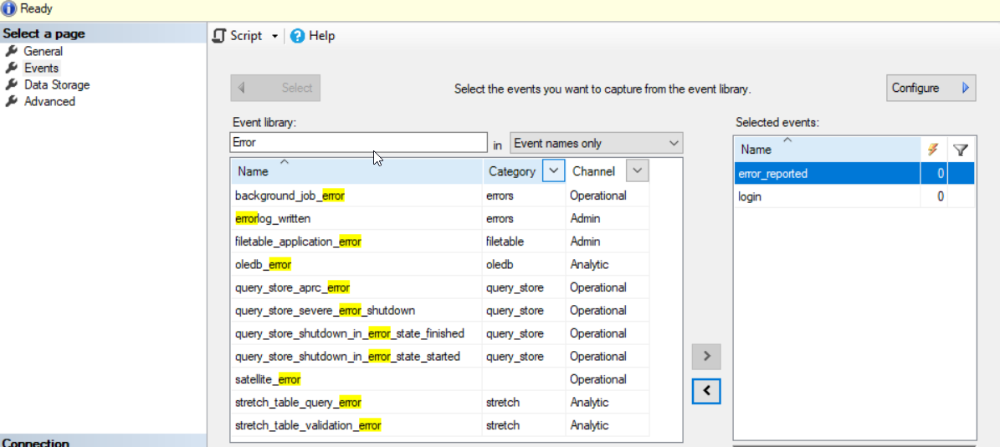 Ready
Select a page
General
Events
Data Storage
Advanced
Connection
Script Help
Select
Select the events you want to capture from the event library.
Configure
Event library:
Error in Event names only
Name Category Channel
background_job_error errors Operational
errorlog_written errors Admin
filetable_application_error filetable Admin
oledb_error oledb Analytic
query_store_aprc_error query_store Operational
query_store_severe_error_shutdown query_store Operational
query_store_shutdown_in_error_state_finished query_store Operational
query_store_shutdown_in_error_state_started query_store Operational
satellite_error Operational
stretch_table_query_error stretch Analytic
stretch_table_validation_error stretch Analytic
Selected events:
Name
error_reported 0
login 0